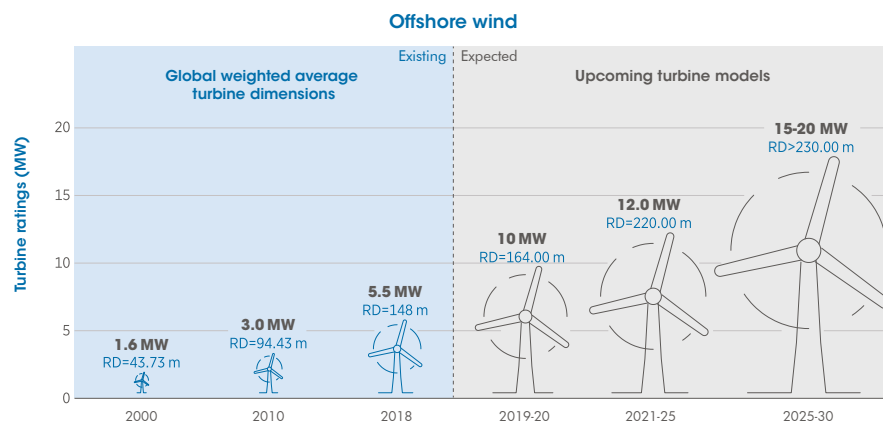 Offshore wind
Existing
Expected
Global weighted average
turbine dimensions
Upcoming turbine models
Turbine ratings (MW)
20
15
10
5
0
1.6 MW
RD=43.73 m
3.0 MW
RD=94.43 m
5.5 MW
RD=148 m
10 MW
RD=164.00 m
12.0 MW
RD=220.00 m
15-20 MW
RD>230.00 m
2000
2010
2018
2019-20
2021-25
2025-30